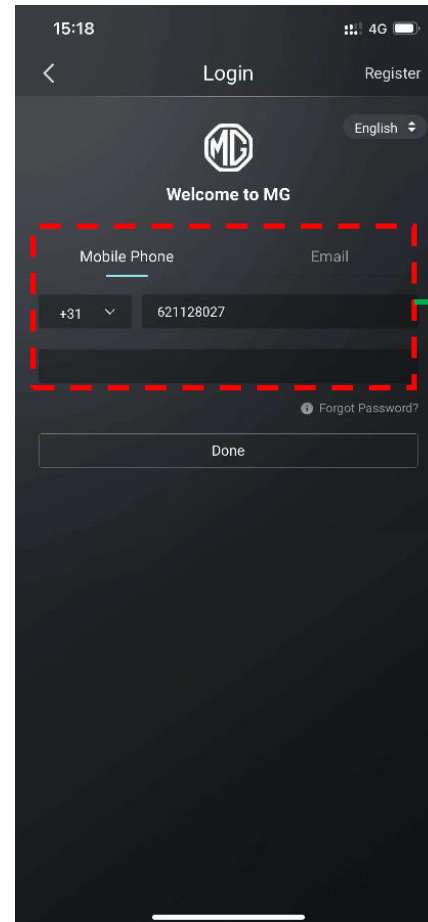 15:18 4G
Login Register
English
MG
Welcome to MG
Mobile Phone Email
+31 621128027
Forgot Password?
Done